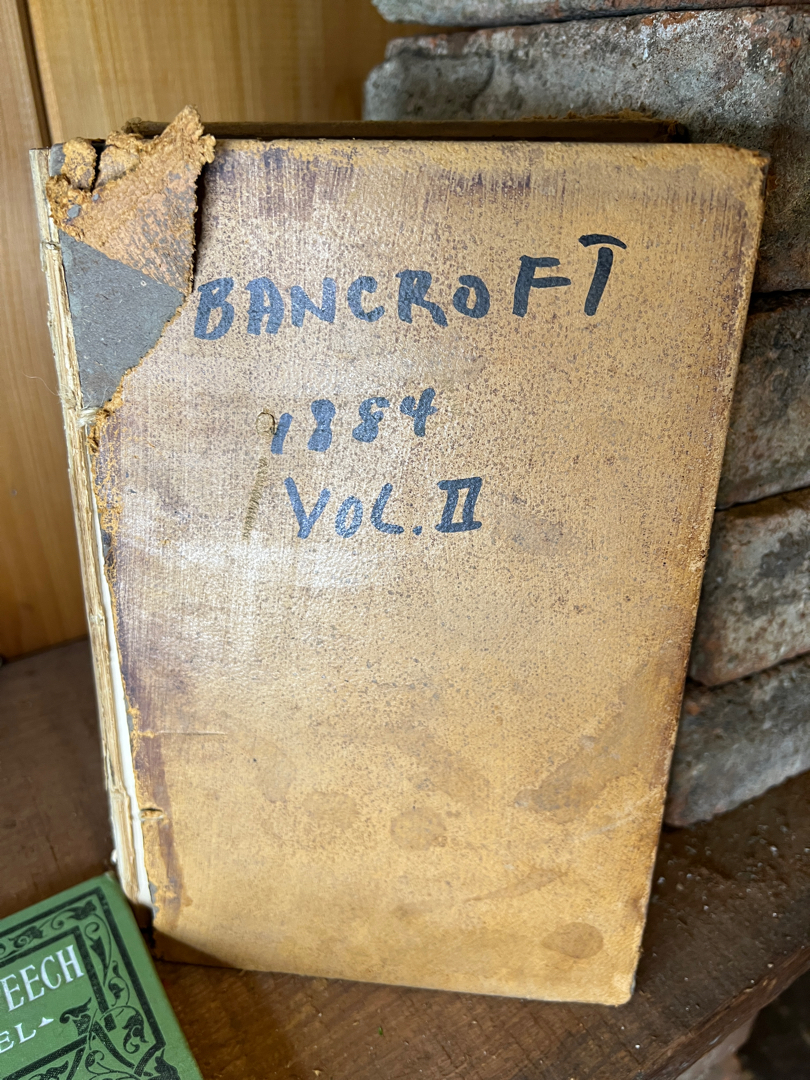 BANCROFT
1884
VOL. II
EECH
EL